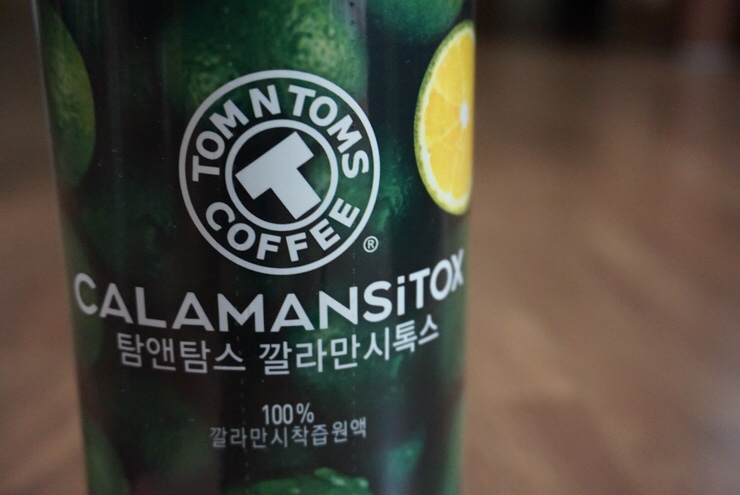 TOM N TOMS
COFFEE
®
CALAMANSiTOX
탐앤탐스 깔라만시톡스
100%
깔라만시착즙원액